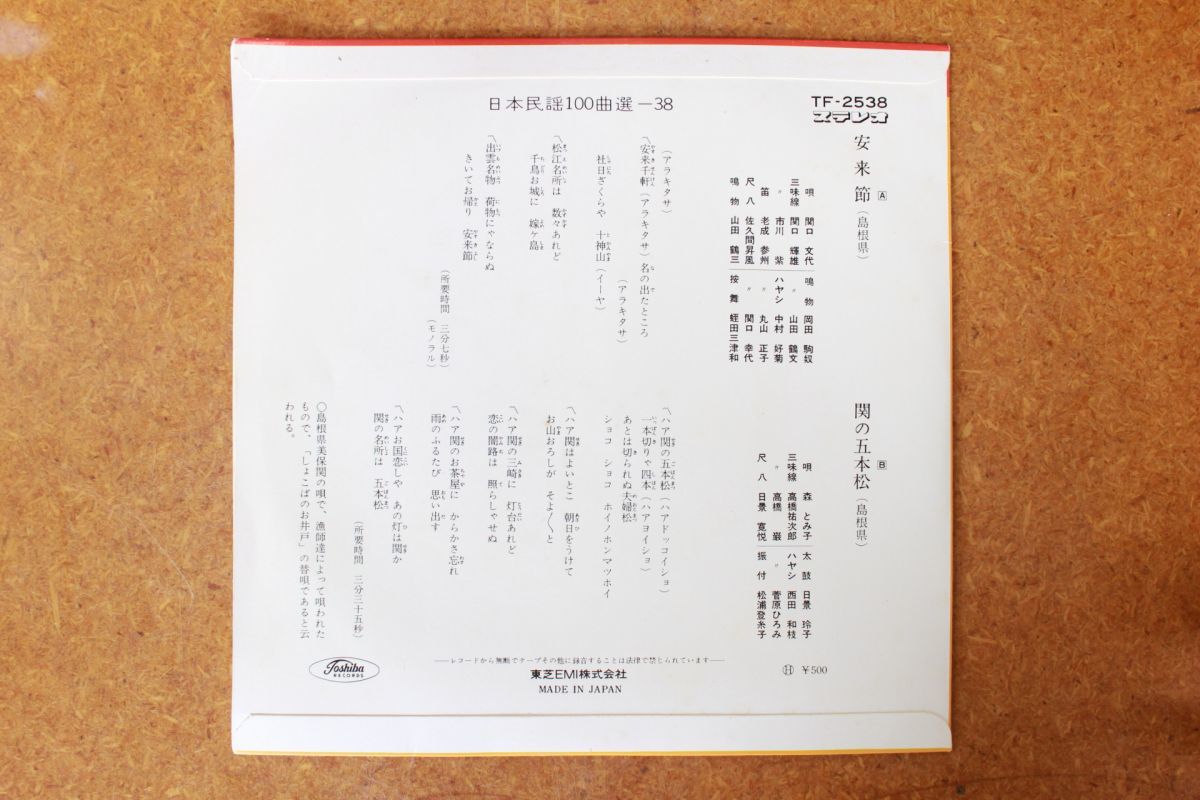 日本民謡100曲選－38
TF-2538
ステレオ
安来節 A （島根県）
唄 関口文代
三味線 関口輝雄
〃 市川紫
笛 老成参州
尺八 佐久間昇風
鳴物 山田鶴三
鳴物 岡田駒奴
〃 山田鶴文
ハヤシ 中村好菊
〃 丸山正子
〃 関口幸代
按舞 蛭田三津和
（アラキタサ）
〽安来千軒（アラキタサ）名の出たところ
（アラキタサ）
社日ざくらや 十神山（イーヤ）
〽松江名所は 数々あれど
千鳥お城に 嫁ヶ島
〽出雲名物 荷物にゃならぬ
きいてお帰り 安来節
（所要時間 三分七秒）
（モノラル）
関の五本松 B （島根県）
唄 森とみ子
三味線 高橋祐次郎
〃 高橋巌
尺八 日景寛悦
太鼓 日景玲子
ハヤシ 西田和枝
〃 菅原ひろみ
振付 松浦登糸子
〽ハア関の五本松（ハアドッコイショ）
一本切りゃ四本（ハアヨイショ）
あとは切られぬ夫婦松
ショコ ショコ ホイノホンマツホイ
〽ハア関はよいとこ 朝日をうけて
お山おろしが そよ〳〵と
〽ハア関の三崎に 灯台あれど
恋の闇路は 照らしゃせぬ
〽ハア関のお茶屋に からかさ忘れ
雨のふるたび 思い出す
〽ハアお国恋しや あの灯は関か
関の名所は 五本松
（所要時間 三分三十五秒）
○島根県美保関の唄で、漁師達によって唄われた
もので、「しょこばのお井戸」の替唄であると云
われる。
―レコードから無断でテープその他に録音することは法律で禁じられています―
東芝EMI株式会社
MADE IN JAPAN
Ⓗ ￥500
Toshiba
RECORDS